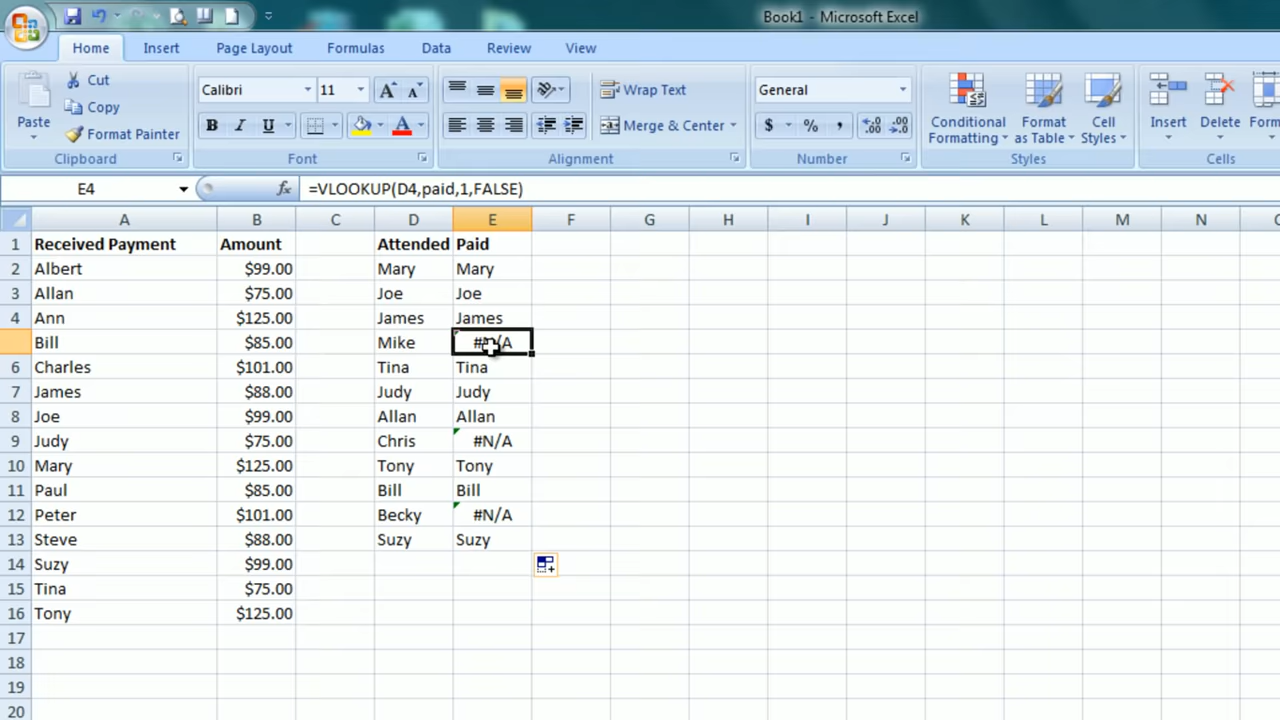 Book1 - Microsoft Excel
Home Insert Page Layout Formulas Data Review View
Paste
Cut
Copy
Format Painter
Clipboard
Calibri 11 A A
B I U A
Font
Wrap Text
Merge & Center
Alignment
General
$ % , .00 .00
Number
Conditional Formatting
Format as Table
Cell Styles
Styles
Insert Delete Form
Cells
E4 fx =VLOOKUP(D4,paid,1,FALSE)
A B C D E F G H I J K L M N
1 Received Payment Amount Attended Paid
2 Albert $99.00 Mary Mary
3 Allan $75.00 Joe Joe
4 Ann $125.00 James James
Bill $85.00 Mike #N/A
6 Charles $101.00 Tina Tina
7 James $88.00 Judy Judy
8 Joe $99.00 Allan Allan
9 Judy $75.00 Chris #N/A
10 Mary $125.00 Tony Tony
11 Paul $85.00 Bill Bill
12 Peter $101.00 Becky #N/A
13 Steve $88.00 Suzy Suzy
14 Suzy $99.00
15 Tina $75.00
16 Tony $125.00
17
18
19
20